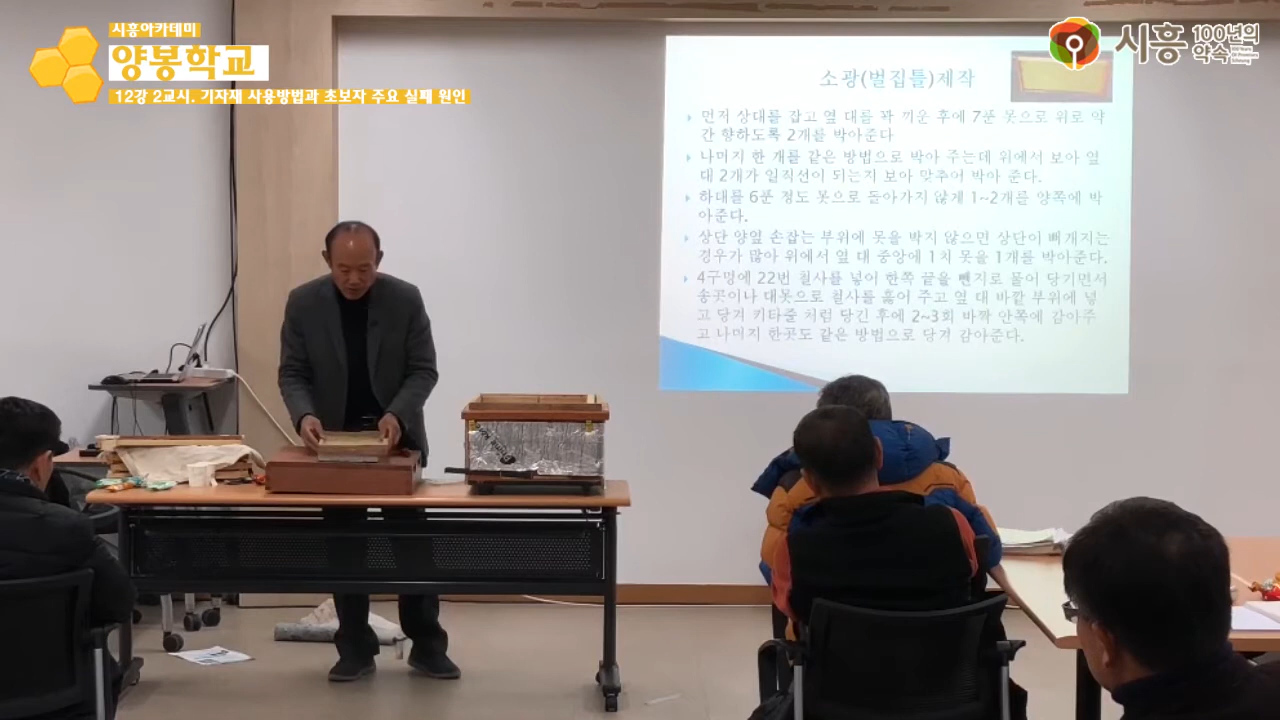 시흥아카데미
양봉학교
12강 2교시. 기자재 사용방법과 초보자 주요 실패 원인
시흥 100년의
약속
소광(벌집틀)제작
먼저 상대를 잡고 옆 대를 꽉 끼운 후에 7푼 못으로 위로 약
간 향하도록 2개를 박아준다
나머지 한 개를 같은 방법으로 박아 주는데 위에서 보아 옆
대 2개가 일직선이 되는지 보아 맞추어 박아 준다.
하대를 6푼 정도 못으로 돌아가지 않게 1~2개를 양쪽에 박
아준다.
상단 양옆 손잡는 부위에 못을 박지 않으면 상단이 뻐개지는
경우가 많아 위에서 옆 대 중앙에 1치 못을 1개를 박아준다.
4구멍에 22번 철사를 넣어 한쪽 끝을 뺀지로 물이 당기면서
송곳이나 대못으로 철사를 훑어 주고 옆 대 바깥 부위에 넣
고 당겨 키타줄 처럼 당긴 후에 2~3회 바짝 안쪽에 감아주
고 나머지 한곳도 같은 방법으로 당겨 감아준다.